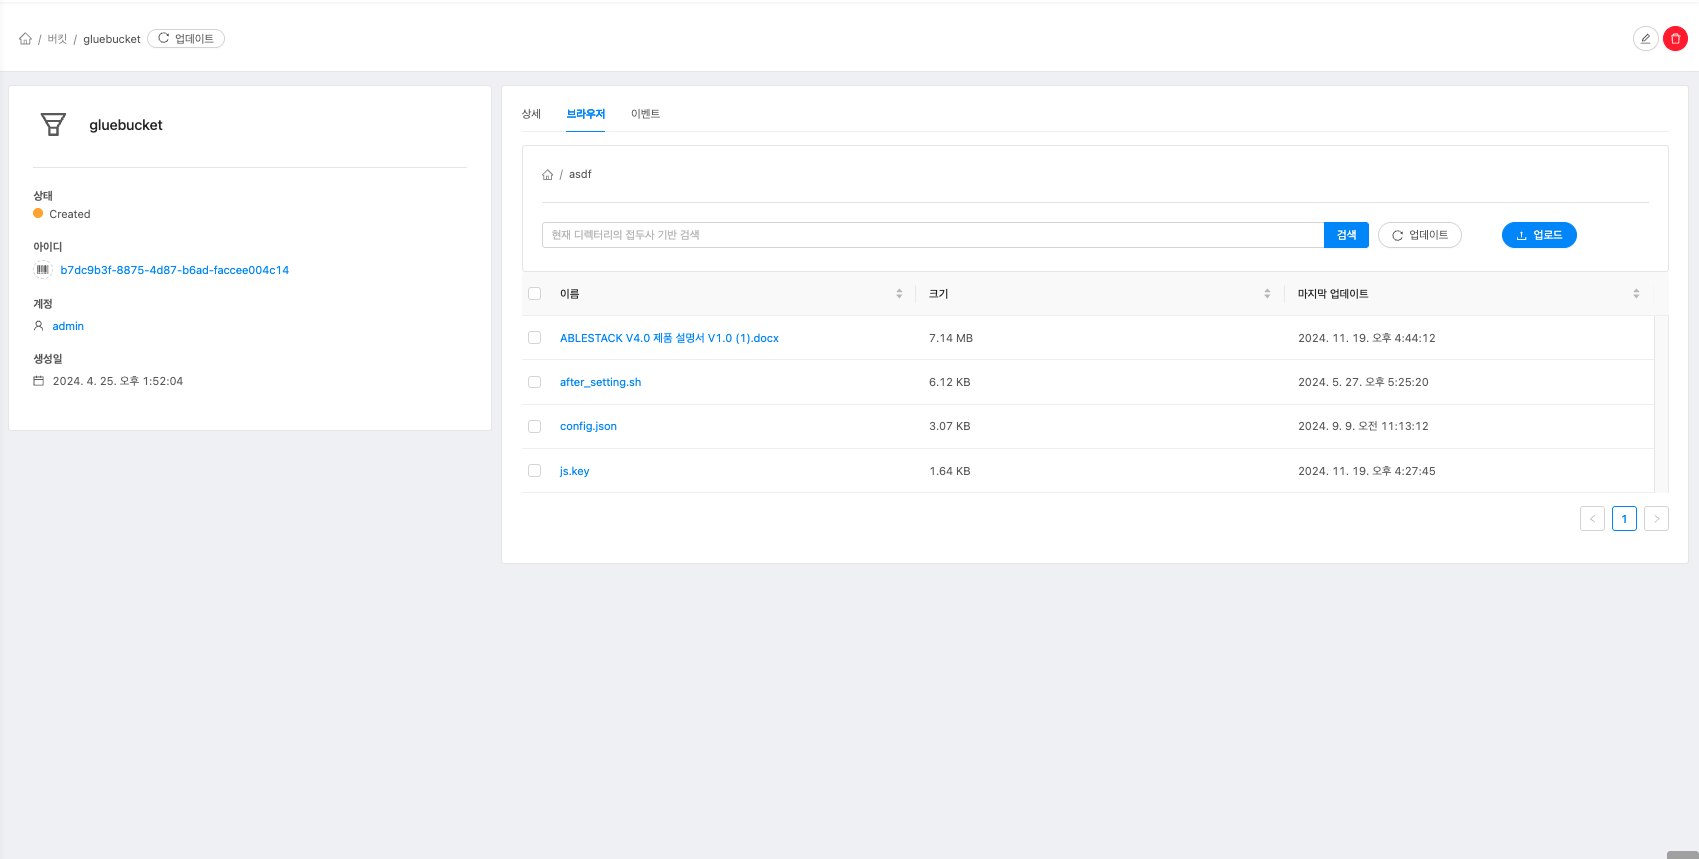 / 버킷 / gluebucket 업데이트
gluebucket
상태
Created
아이디
b7dc9b3f-8875-4d87-b6ad-faccee004c14
계정
admin
생성일
2024. 4. 25. 오후 1:52:04
상세 브라우저 이벤트
/ asdf
현재 디렉터리의 접두사 기반 검색 검색 업데이트 업로드
이름 크기 마지막 업데이트
ABLESTACK V4.0 제품 설명서 V1.0 (1).docx 7.14 MB 2024. 11. 19. 오후 4:44:12
after_setting.sh 6.12 KB 2024. 5. 27. 오후 5:25:20
config.json 3.07 KB 2024. 9. 9. 오전 11:13:12
js.key 1.64 KB 2024. 11. 19. 오후 4:27:45
< 1 >